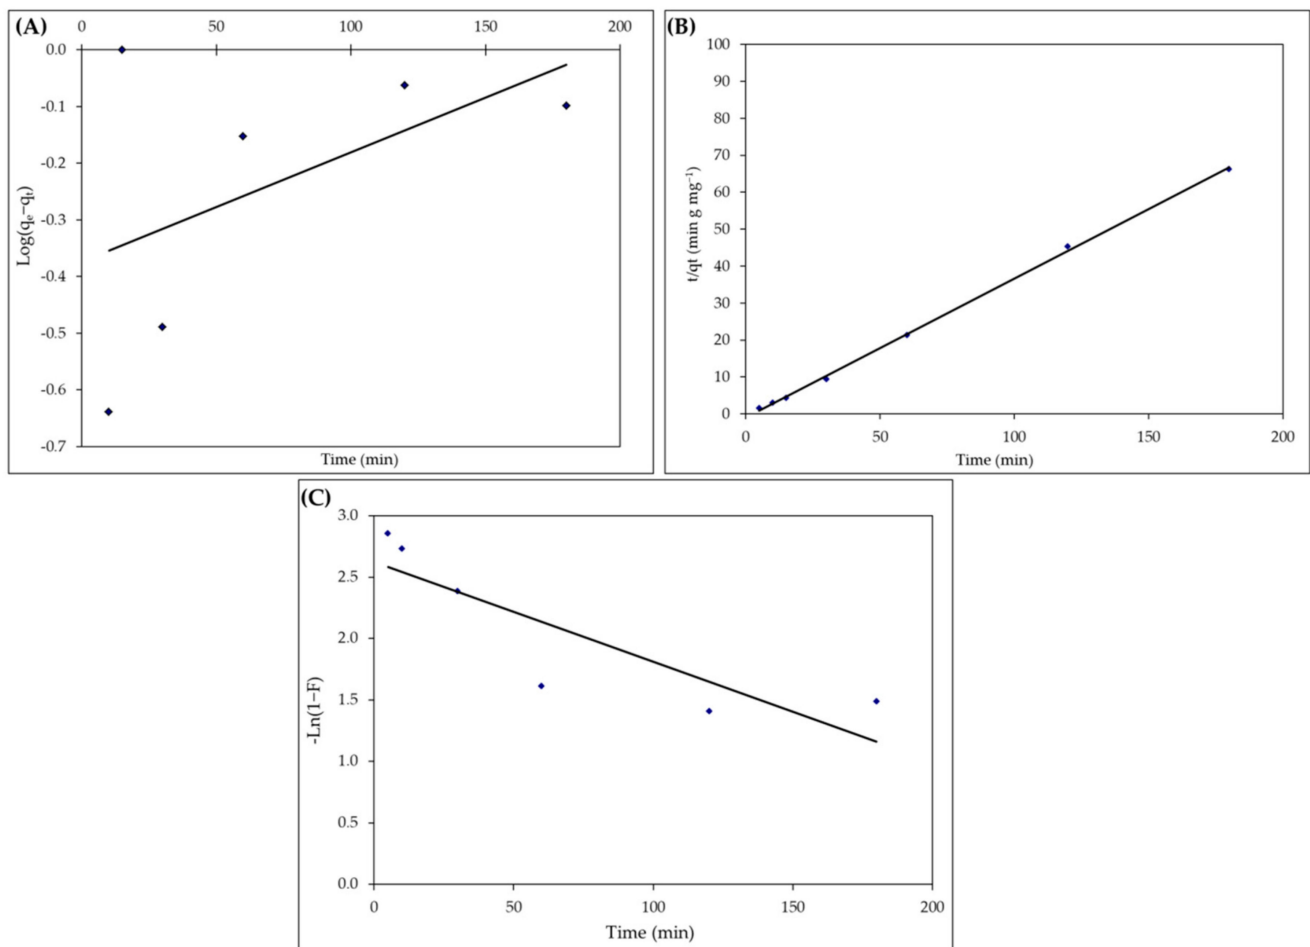 (A)
0 50 100 150 200
0.0
-0.1
-0.2
-0.3
-0.4
-0.5
-0.6
-0.7
Log(qₑ−qₜ)
Time (min)
(B)
100
90
80
70
60
50
40
30
20
10
0
t/qt (min g mg⁻¹)
0 50 100 150 200
Time (min)
(C)
3.0
2.5
2.0
1.5
1.0
0.5
0.0
-Ln(1−F)
0 50 100 150 200
Time (min)